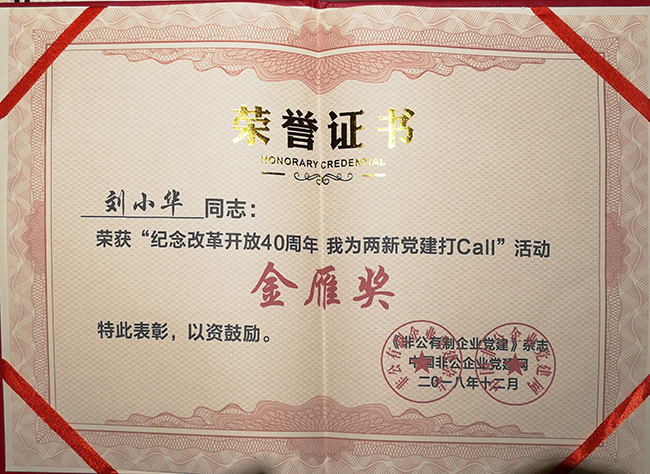 荣誉证书
HONORARY CREDENTIAL
刘小华 同志：
荣获“纪念改革开放40周年 我为两新党建打Call”活动
金雁奖
特此表彰，以资鼓励。
《非公有制企业党建》杂志
中国非公企业党建网
二〇一八年十二月